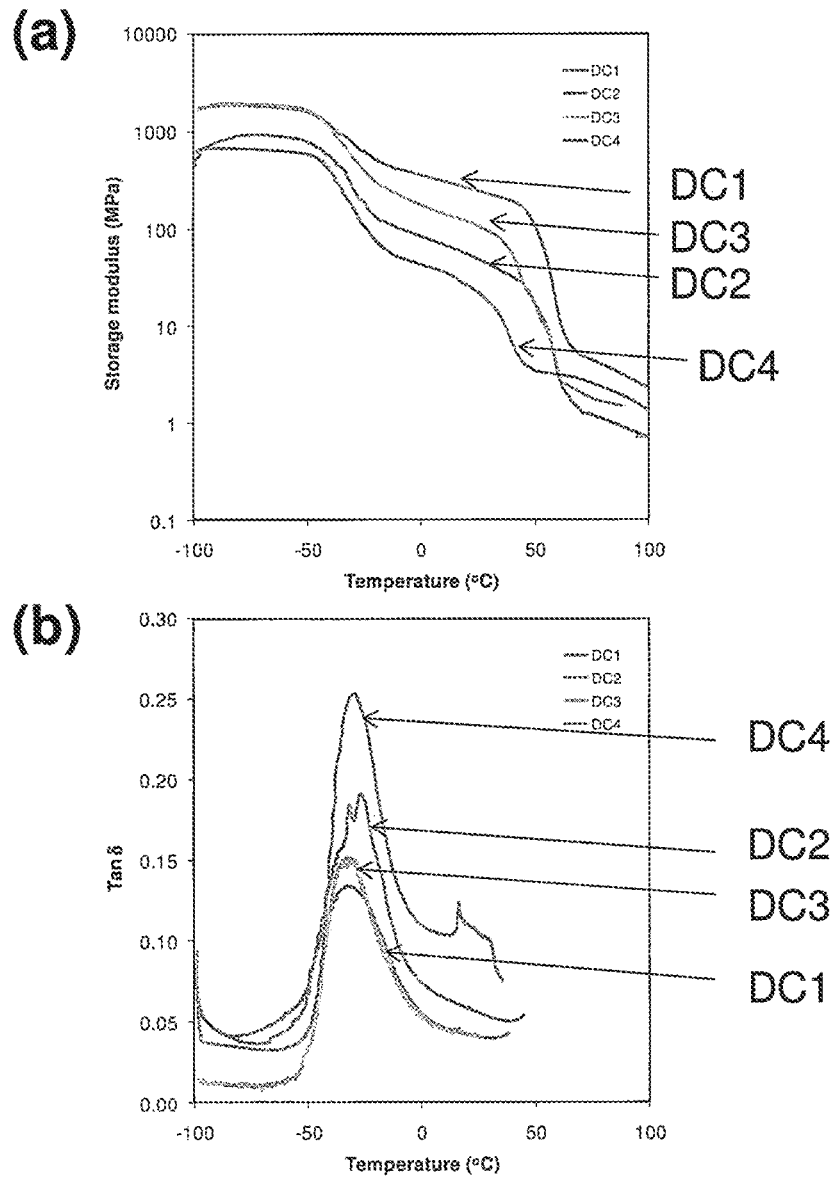 (a)
10000
1000
100
10
1
0.1
Storage modulus (MPa)
-100
-50
0
50
100
Temperature (°C)
DC1
DC2
DC3
DC4
DC1
DC3
DC2
DC4
(b)
0.30
0.25
0.20
0.15
0.10
0.05
0.00
Tan δ
-100
-50
0
50
100
Temperature (°C)
DC1
DC2
DC3
DC4
DC4
DC2
DC3
DC1